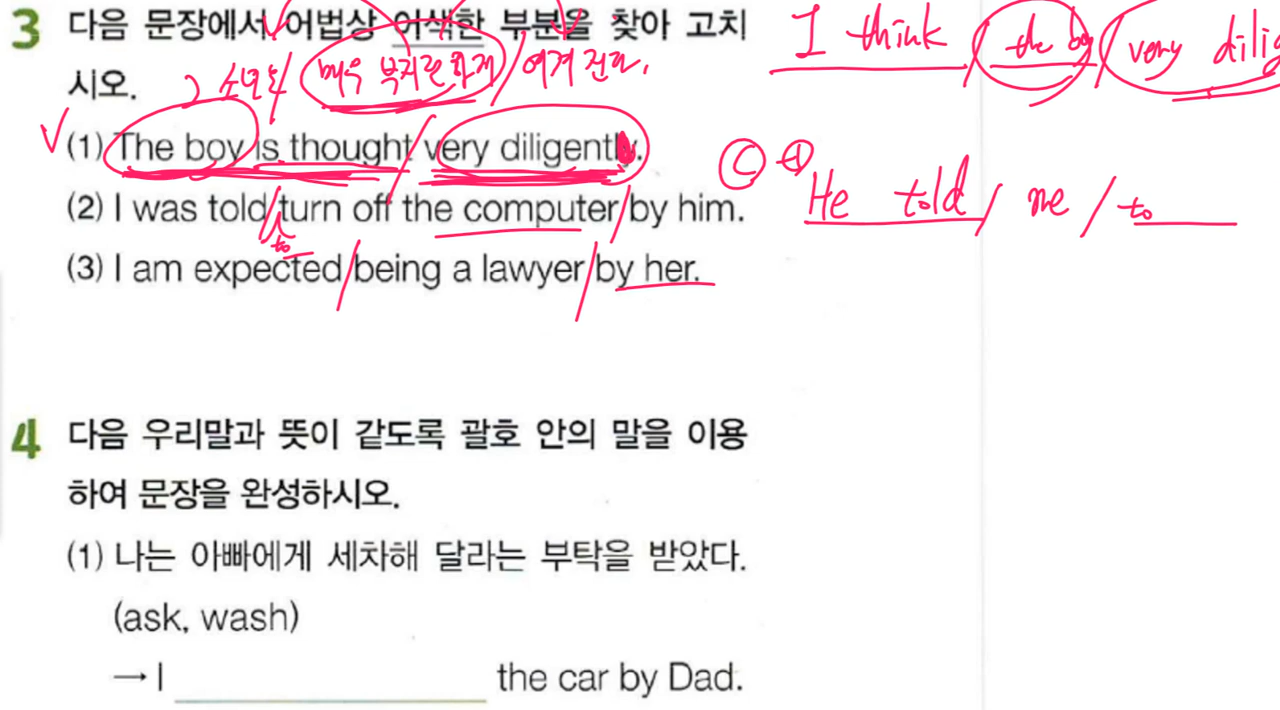 3 다음 문장에서 어법상 어색한 부분을 찾아 고치
시오.
그 소년은 / 매우 부지런하게 / 여겨진다.
I think / the boy / very dilig
(1) The boy is thought / very diligently.
(2) I was told / turn off the computer / by him.
to
C He told / me / to
(3) I am expected / being a lawyer / by her.
4 다음 우리말과 뜻이 같도록 괄호 안의 말을 이용
하여 문장을 완성하시오.
(1) 나는 아빠에게 세차해 달라는 부탁을 받았다.
(ask, wash)
→ I the car by Dad.